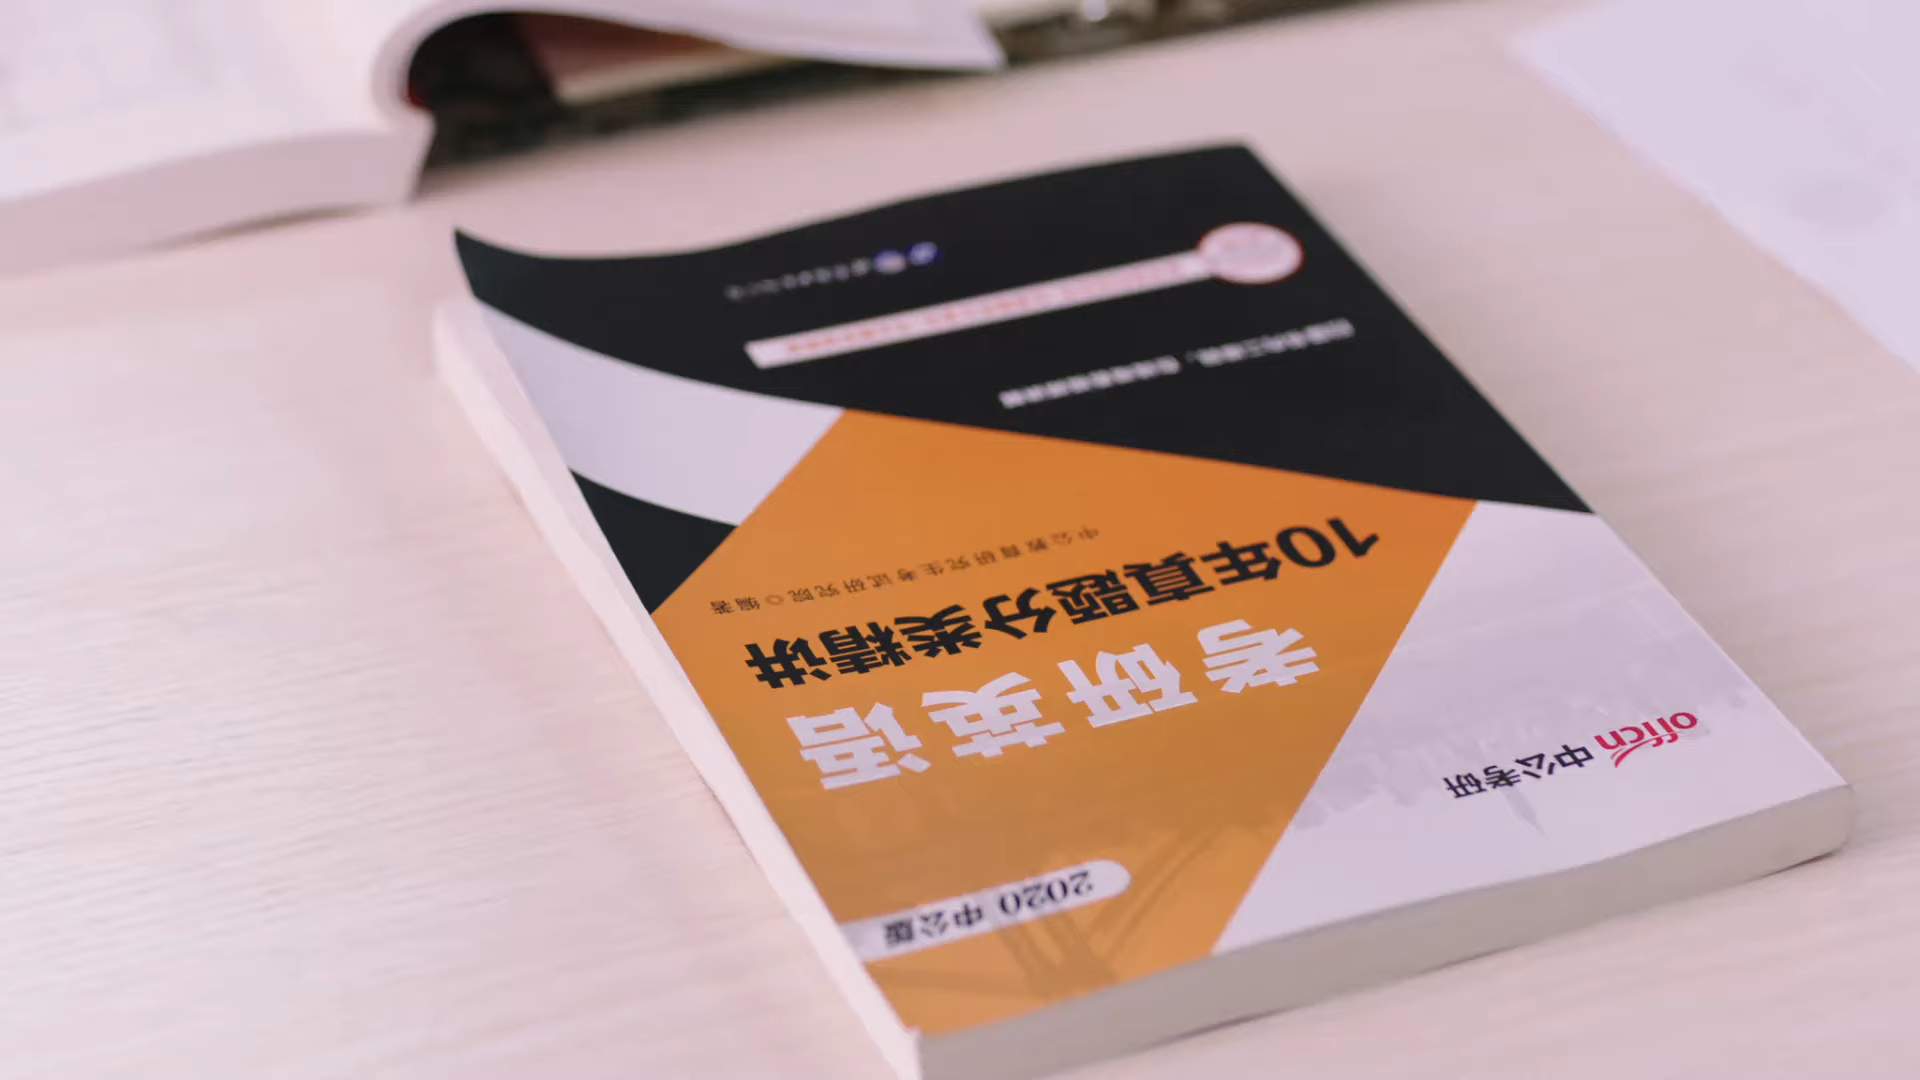 offcn 中公考研
2020 中公版
考研英语
10年真题分类精讲
中公教育研究生考试研究院◎编著